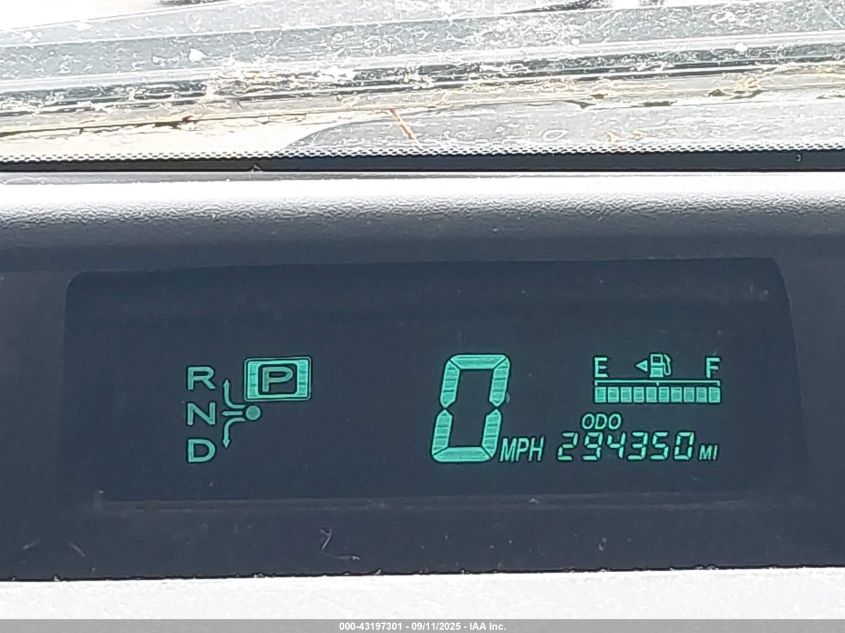 R P
N
D
0 MPH
E F
ODO
294350 MI
000-43197301 - 09/11/2025 - IAA Inc.